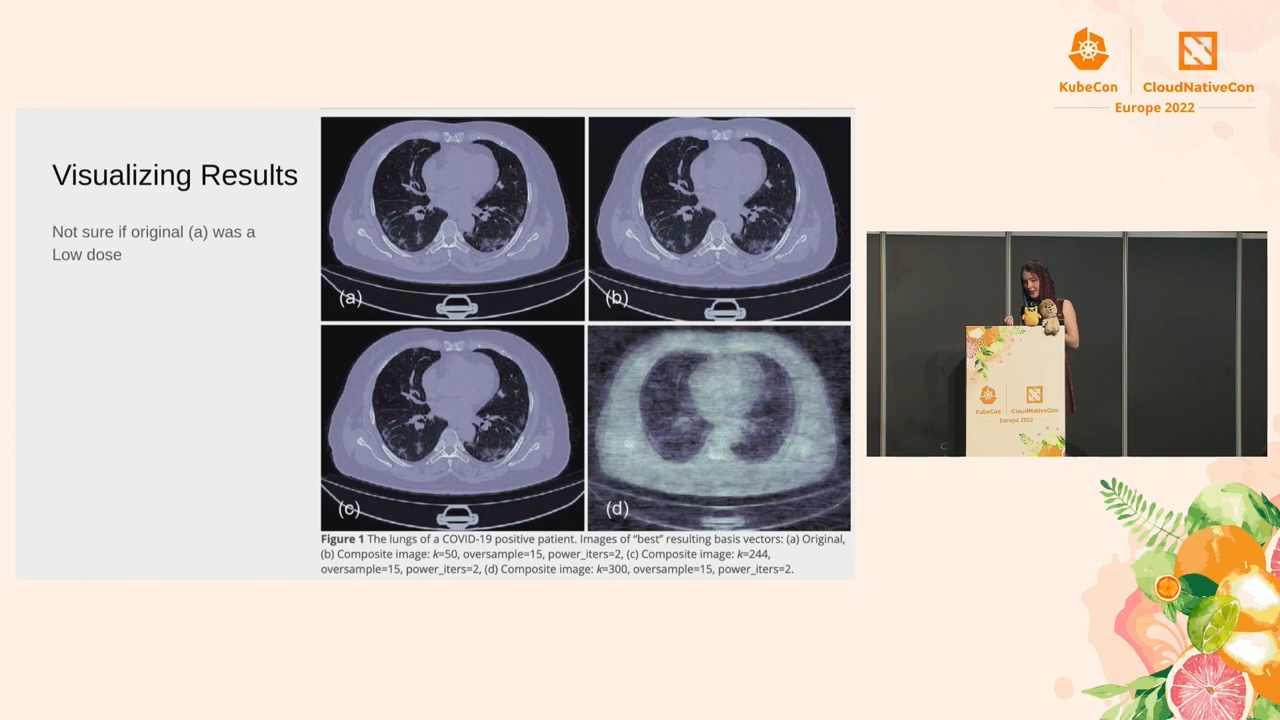 KubeCon
CloudNativeCon
Europe 2022
Visualizing Results
Not sure if original (a) was a
Low dose
(a)
(b)
(c)
(d)
Figure 1 The lungs of a COVID-19 positive patient. Images of “best” resulting basis vectors: (a) Original,
(b) Composite image: k=50, oversample=15, power_iters=2, (c) Composite image: k=244,
oversample=15, power_iters=2, (d) Composite image: k=300, oversample=15, power_iters=2.
KubeCon
CloudNativeCon
Europe 2022